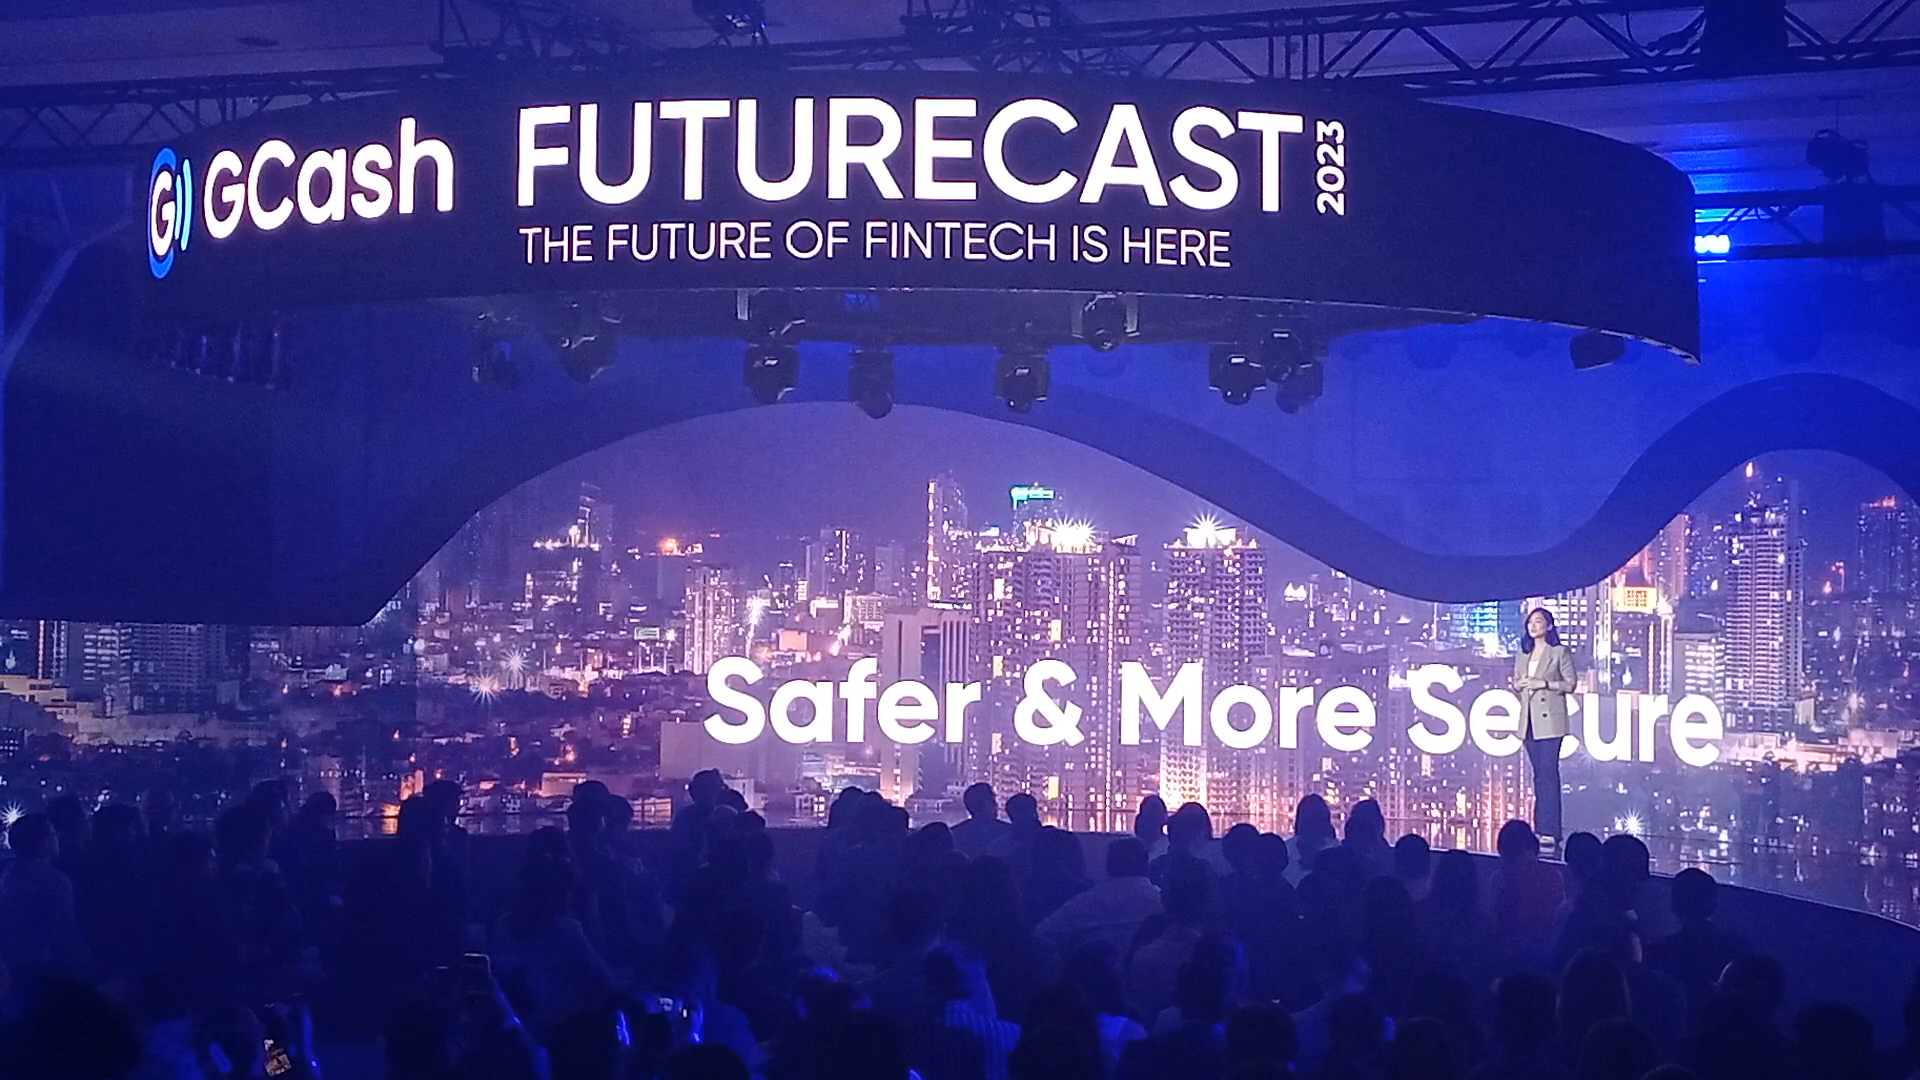 G)) GCash
FUTURECAST 2023
THE FUTURE OF FINTECH IS HERE
Safer & More Secure